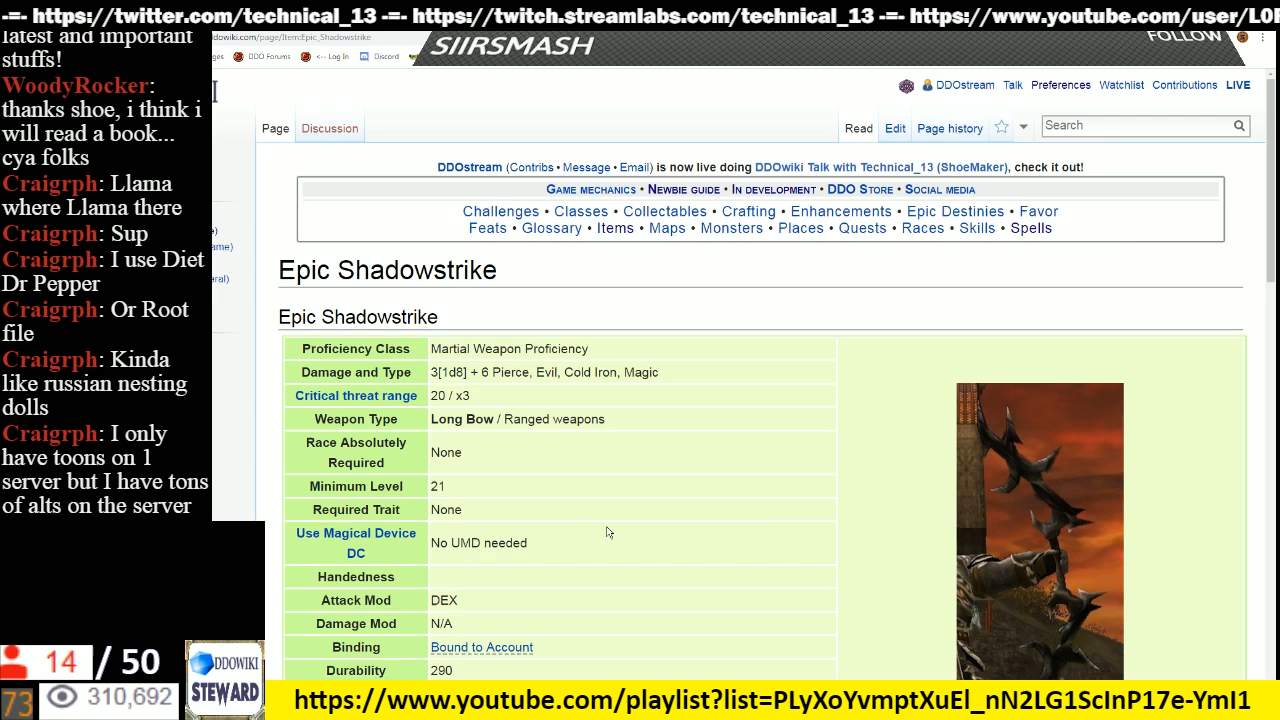 -=- https://twitter.com/technical_13 -=- https://twitch.streamlabs.com/technical_13 -=- https://www.youtube.com/user/L0R
latest and important
stuffs!
WoodyRocker:
thanks shoe, i think i
will read a book...
cya folks
Craigrph: Llama
where Llama there
Craigrph: Sup
Craigrph: I use Diet
Dr Pepper
Craigrph: Or Root
file
Craigrph: Kinda
like russian nesting
dolls
Craigrph: I only
have toons on 1
server but I have tons
of alts on the server
14 / 50
73 310,692
DDOWIKI
STEWARD
ddowiki.com/page/Item:Epic_Shadowstrike
SIIRSMASH
FOLLOW
ges DDO Forums <-- Log In Discord
DDOstream Talk Preferences Watchlist Contributions LIVE
Page Discussion Read Edit Page history Search
DDOstream (Contribs • Message • Email) is now live doing DDOwiki Talk with Technical_13 (ShoeMaker), check it out!
Game mechanics • Newbie guide • In development • DDO Store • Social media
Challenges • Classes • Collectables • Crafting • Enhancements • Epic Destinies • Favor
Feats • Glossary • Items • Maps • Monsters • Places • Quests • Races • Skills • Spells
)
ame)
eral)
Epic Shadowstrike
Epic Shadowstrike
Proficiency Class Martial Weapon Proficiency
Damage and Type 3[1d8] + 6 Pierce, Evil, Cold Iron, Magic
Critical threat range 20 / x3
Weapon Type Long Bow / Ranged weapons
Race Absolutely
Required None
Minimum Level 21
Required Trait None
Use Magical Device
DC No UMD needed
Handedness
Attack Mod DEX
Damage Mod N/A
Binding Bound to Account
Durability 290
https://www.youtube.com/playlist?list=PLyXoYvmptXuEl_nN2LG1ScInP17e-YmI1